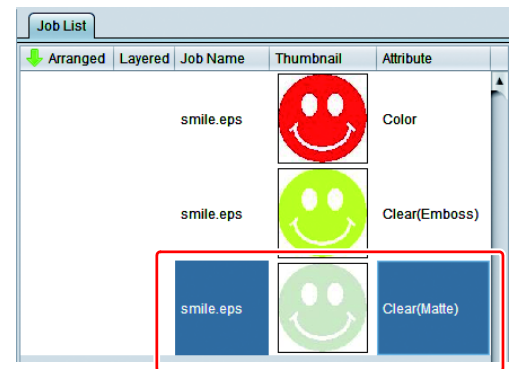 Job List
Arranged Layered Job Name Thumbnail Attribute
smile.eps Color
smile.eps Clear(Emboss)
smile.eps Clear(Matte)